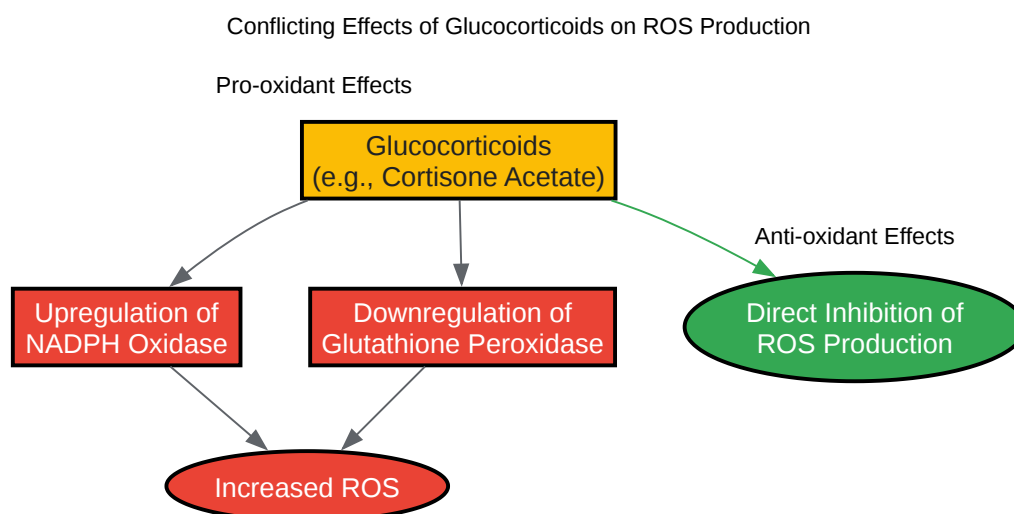 Conflicting Effects of Glucocorticoids on ROS Production
Pro-oxidant Effects
Glucocorticoids
(e.g., Cortisone Acetate)
Anti-oxidant Effects
Upregulation of
NADPH Oxidase
Downregulation of
Glutathione Peroxidase
Direct Inhibition of
ROS Production
Increased ROS